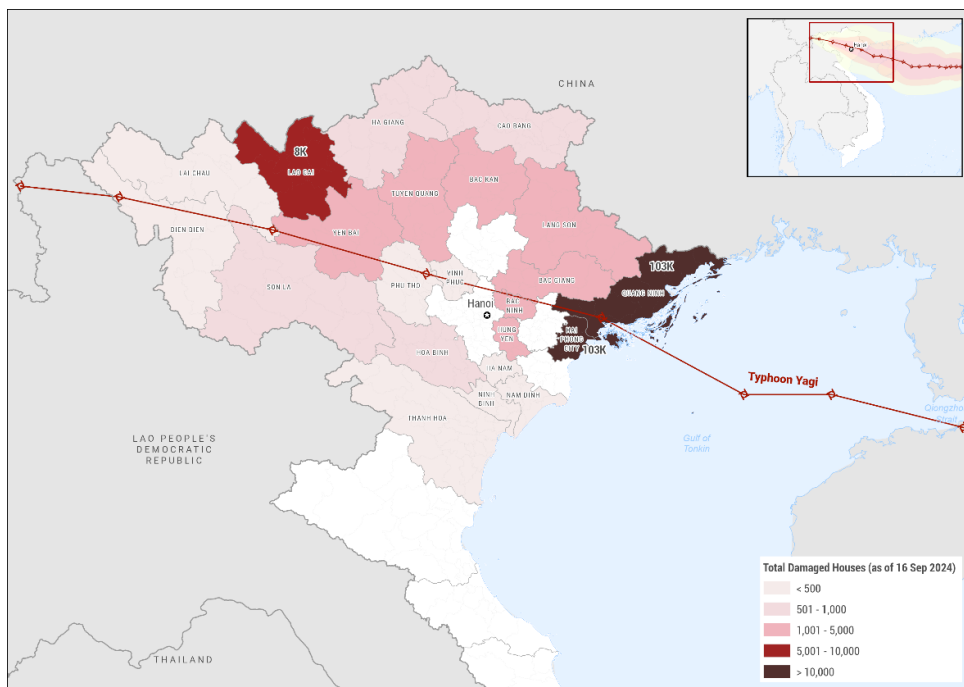 CHINA
Hanoi
HA GIANG
CAO BANG
8K
LAO CAI
LAI CHAU
BAC KAN
TUYEN QUANG
DIEN BIEN
LANG SON
YEN BAI
103K
BAC GIANG
VINH
PHUC
PHU THO
QUANG NINH
SON LA
BAC
NINH
Hanoi
HAI
PHONG
CITY
103K
HUNG
YEN
HOA BINH
HA NAM
Typhoon Yagi
NINH
BINH
NAM DINH
Qiongzhou
Strait
THANH HOA
LAO PEOPLE'S
DEMOCRATIC
REPUBLIC
Gulf of
Tonkin
THAILAND
Total Damaged Houses (as of 16 Sep 2024)
< 500
501 - 1,000
1,001 - 5,000
5,001 - 10,000
> 10,000